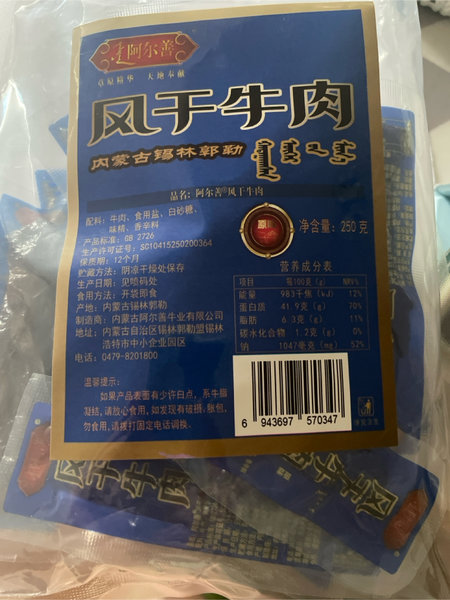 阿尔善
草原精华 大地奉献
风干牛肉
内蒙古锡林郭勒
品名：阿尔善风干牛肉
配料：牛肉、食用盐、白砂糖、
味精、香辛料
产品标准：GB 2726
生产许可证号：SC10415250200364
保质期：12个月
贮藏方法：阴凉干燥处保存
生产日期：见喷码处
食用方法：开袋即食
产地：内蒙古锡林郭勒
制造商：内蒙古阿尔善牛业有限公司
地址：内蒙古自治区锡林郭勒盟锡林
浩特市中小企业园区
电话：0479-8201800
温馨提示：
如果产品表面有少许白点，系牛脂
凝结，请放心食用，如发现有破损、胀包，
勿食用，请拨打固定电话调换。
原味
净含量：250克
营养成分表
项目 每100克(g) NRV%
能量 983千焦(kJ) 12%
蛋白质 41.9克(g) 70%
脂肪 6.3克(g) 11%
碳水化合物 1.2克(g) 0%
钠 1047毫克(mg) 52%
6 943697 570347
风干牛肉
风干牛肉